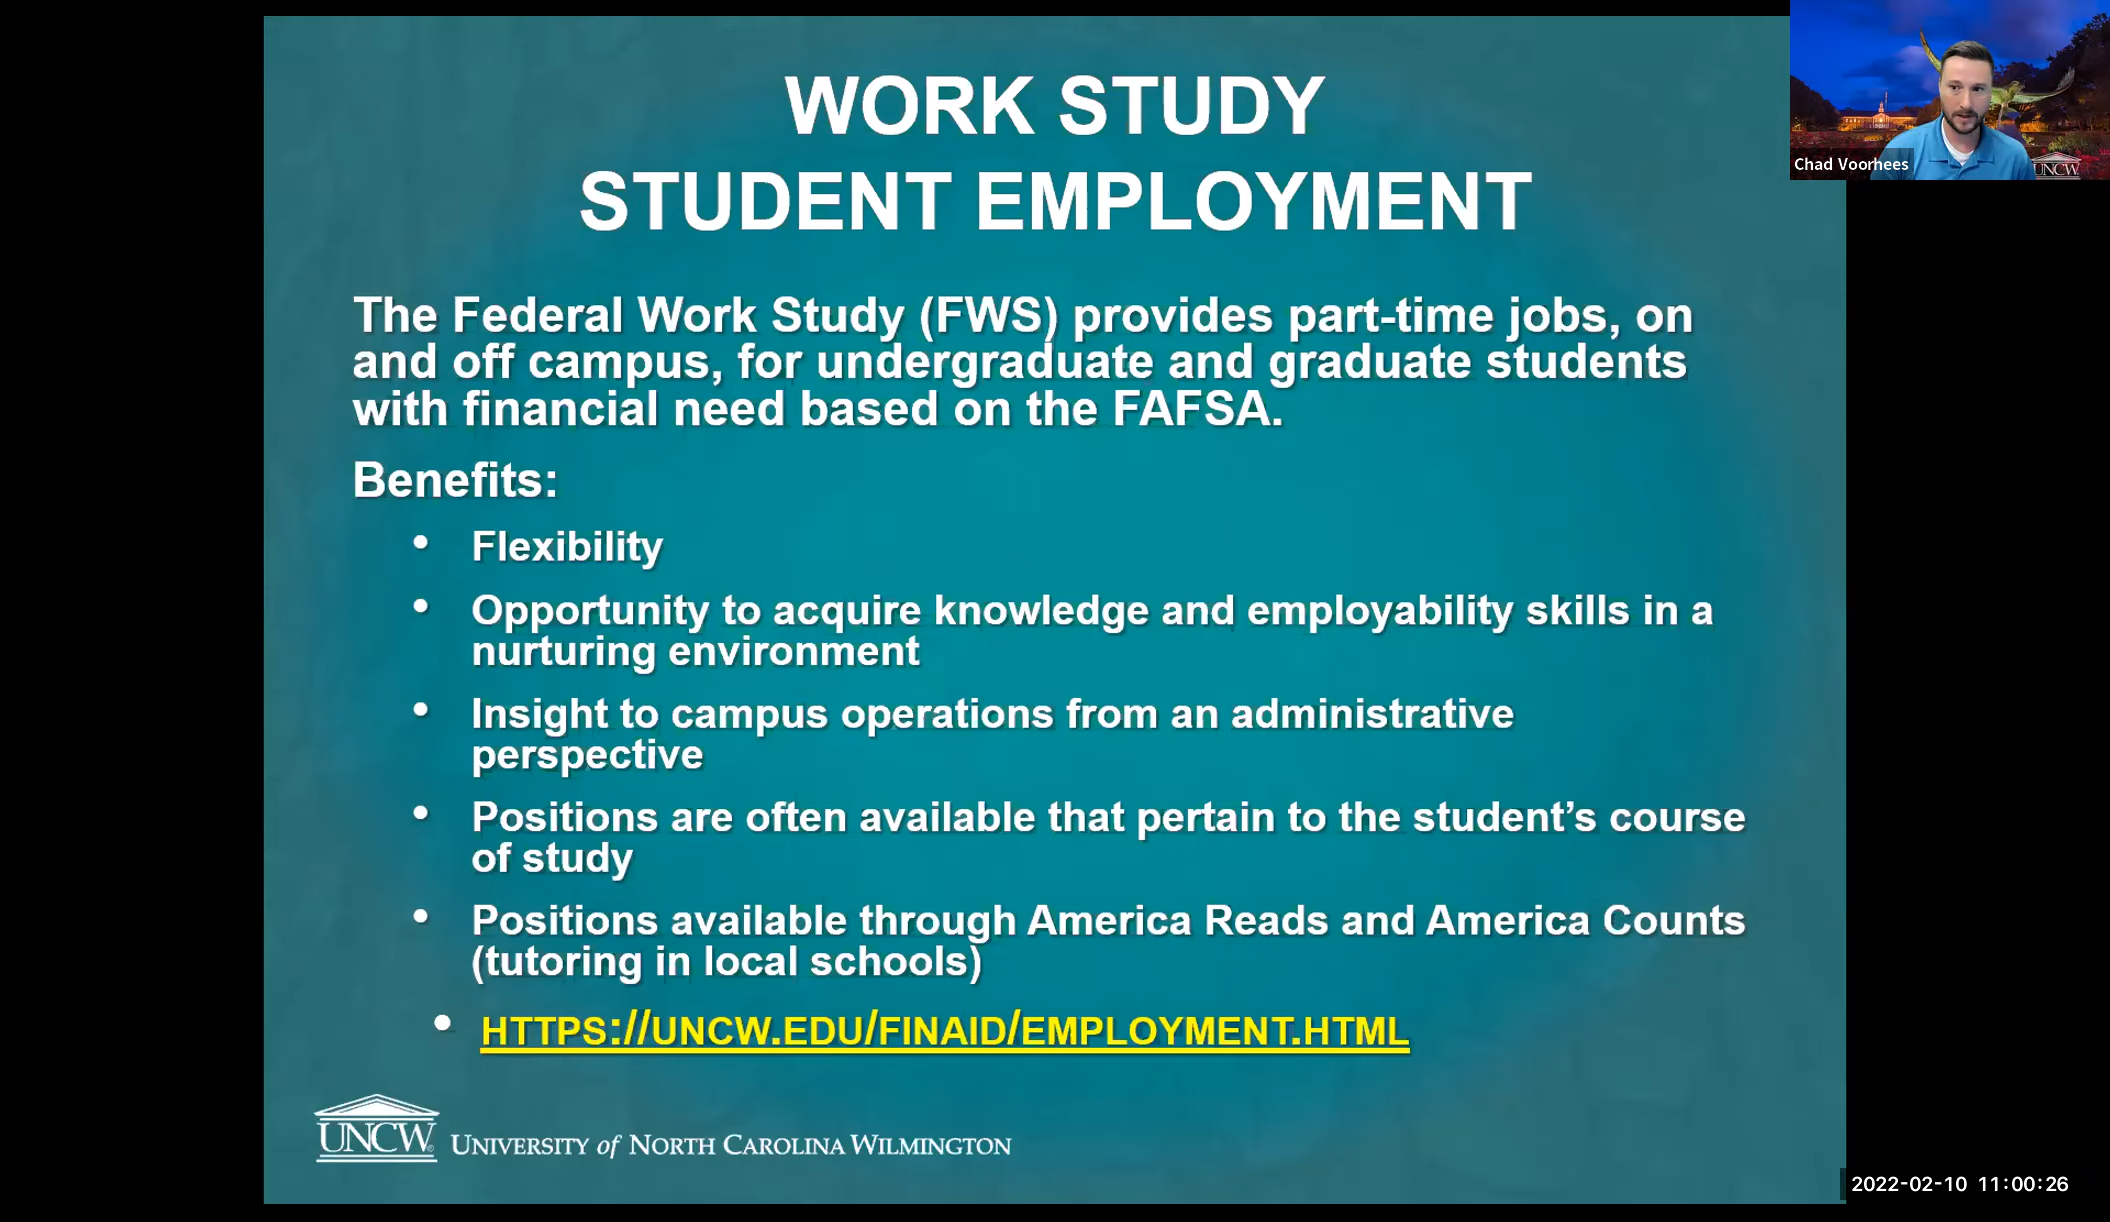 WORK STUDY
STUDENT EMPLOYMENT
The Federal Work Study (FWS) provides part-time jobs, on
and off campus, for undergraduate and graduate students
with financial need based on the FAFSA.
Benefits:
• Flexibility
• Opportunity to acquire knowledge and employability skills in a
nurturing environment
• Insight to campus operations from an administrative
perspective
• Positions are often available that pertain to the student’s course
of study
• Positions available through America Reads and America Counts
(tutoring in local schools)
• HTTPS://UNCW.EDU/FINAID/EMPLOYMENT.HTML
UNCW® UNIVERSITY of NORTH CAROLINA WILMINGTON
Chad Voorhees
UNCW
2022-02-10 11:00:26